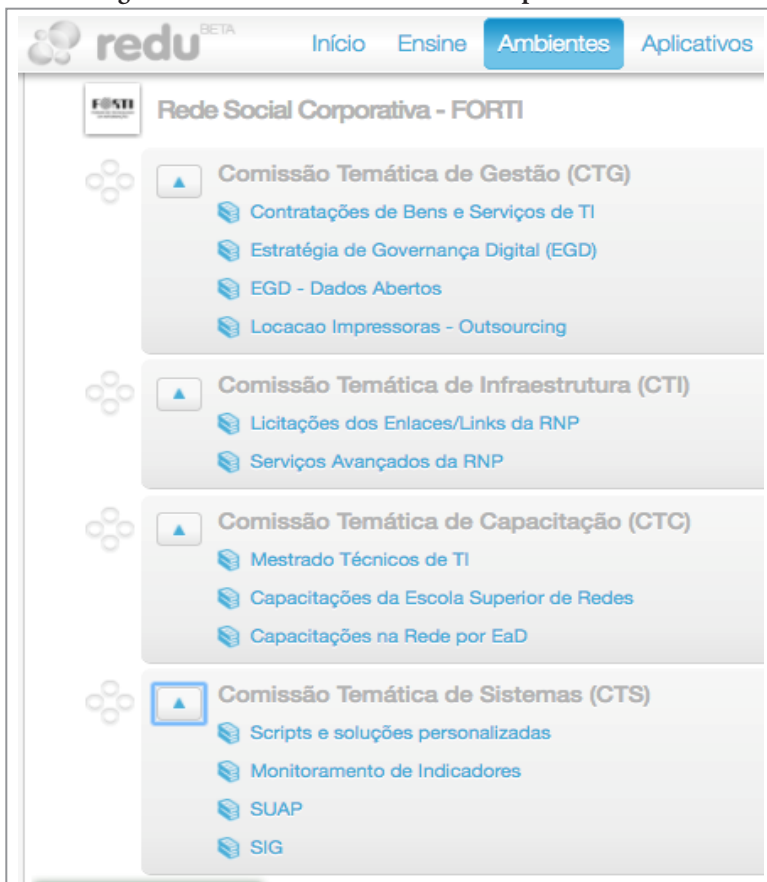 redu BETA Início Ensine Ambientes Aplicativos
FORTI Rede Social Corporativa - FORTI
Comissão Temática de Gestão (CTG)
Contratações de Bens e Serviços de TI
Estratégia de Governança Digital (EGD)
EGD - Dados Abertos
Locacao Impressoras - Outsourcing
Comissão Temática de Infraestrutura (CTI)
Licitações dos Enlaces/Links da RNP
Serviços Avançados da RNP
Comissão Temática de Capacitação (CTC)
Mestrado Técnicos de TI
Capacitações da Escola Superior de Redes
Capacitações na Rede por EaD
Comissão Temática de Sistemas (CTS)
Scripts e soluções personalizadas
Monitoramento de Indicadores
SUAP
SIG